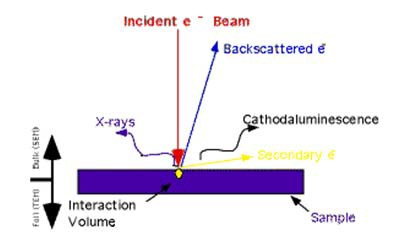 Incident e⁻ Beam
Backscattered e⁻
X-rays
Cathodaluminescence
Secondary e⁻
Bulk (SEM)
Foil (TEM)
Interaction
Volume
Sample